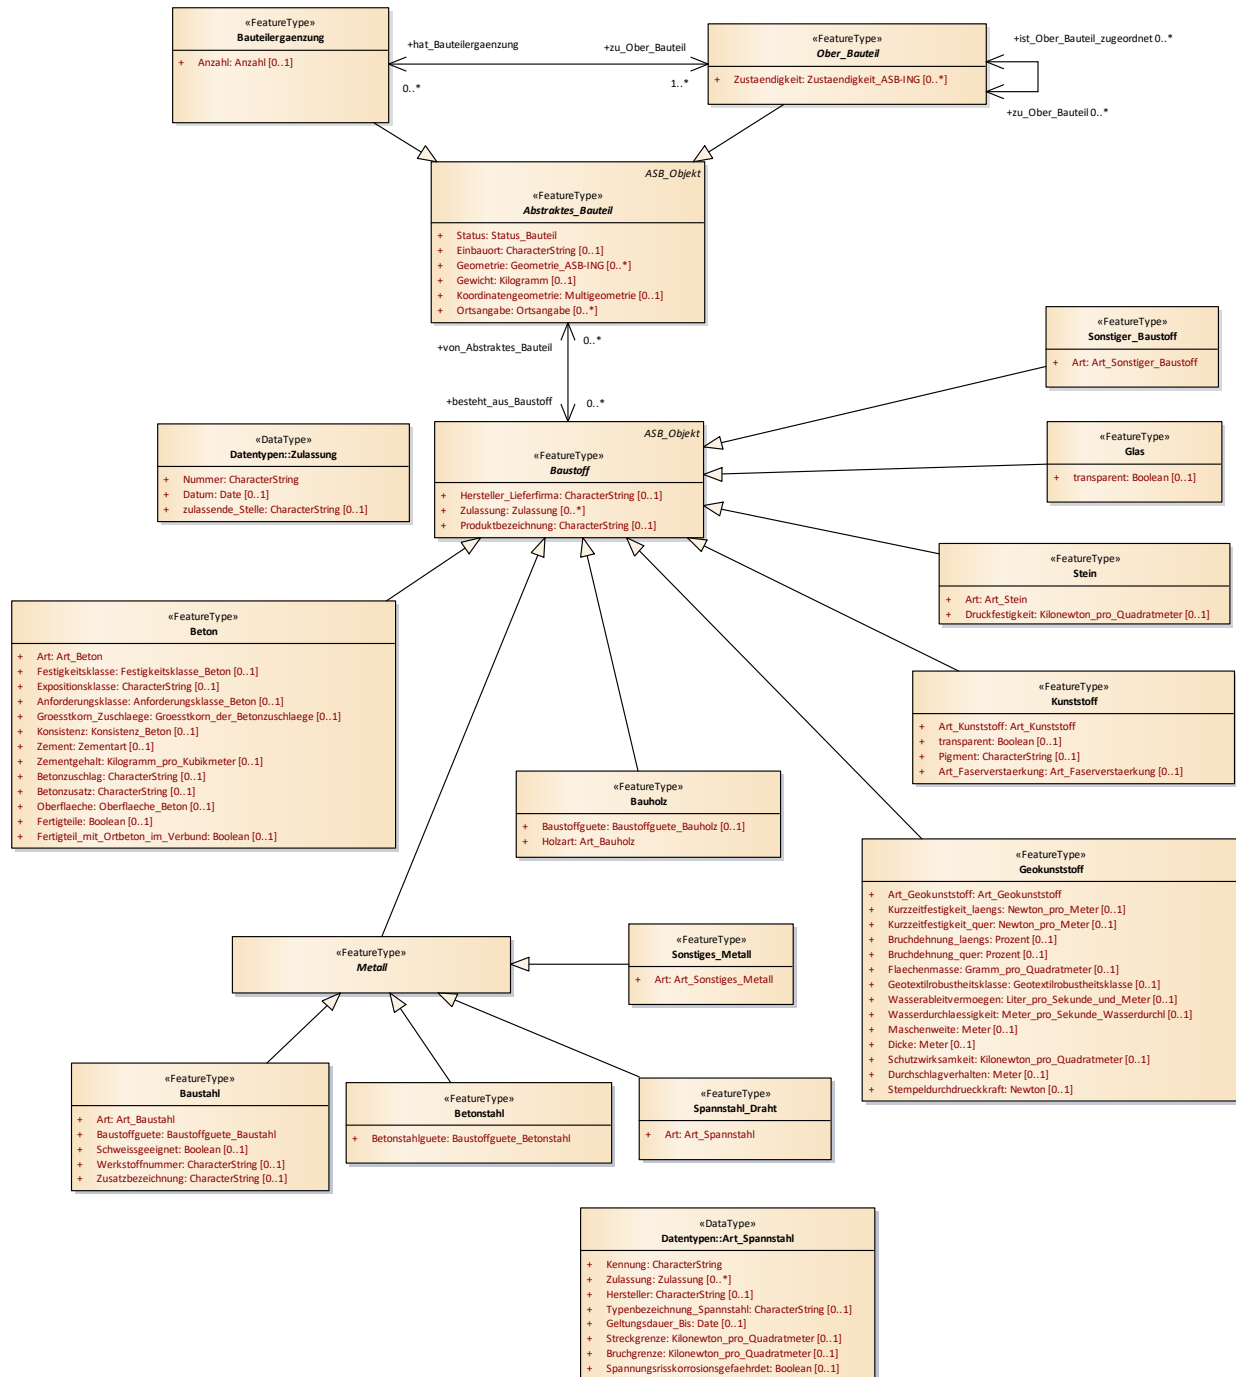 «FeatureType»
Bauteilergaenzung
+ Anzahl: Anzahl [0..1]
+hat_Bauteilergaenzung
0..*
+zu_Ober_Bauteil
1..*
«FeatureType»
Ober_Bauteil
+ Zustaendigkeit: Zustaendigkeit_ASB-ING [0..*]
+ist_Ober_Bauteil_zugeordnet 0..*
+zu_Ober_Bauteil 0..*
ASB_Objekt
«FeatureType»
Abstraktes_Bauteil
+ Status: Status_Bauteil
+ Einbauort: CharacterString [0..1]
+ Geometrie: Geometrie_ASB-ING [0..*]
+ Gewicht: Kilogramm [0..1]
+ Koordinatengeometrie: Multigeometrie [0..1]
+ Ortsangabe: Ortsangabe [0..*]
+von_Abstraktes_Bauteil
0..*
+besteht_aus_Baustoff
0..*
«FeatureType»
Sonstiger_Baustoff
+ Art: Art_Sonstiger_Baustoff
«DataType»
Datentypen::Zulassung
+ Nummer: CharacterString
+ Datum: Date [0..1]
+ zulassende_Stelle: CharacterString [0..1]
ASB_Objekt
«FeatureType»
Baustoff
+ Hersteller_Lieferfirma: CharacterString [0..1]
+ Zulassung: Zulassung [0..*]
+ Produktbezeichnung: CharacterString [0..1]
«FeatureType»
Glas
+ transparent: Boolean [0..1]
«FeatureType»
Stein
+ Art: Art_Stein
+ Druckfestigkeit: Kilonewton_pro_Quadratmeter [0..1]
«FeatureType»
Beton
+ Art: Art_Beton
+ Festigkeitsklasse: Festigkeitsklasse_Beton [0..1]
+ Expositionsklasse: CharacterString [0..1]
+ Anforderungsklasse: Anforderungsklasse_Beton [0..1]
+ Groesstkorn_Zuschlaege: Groesstkorn_der_Betonzuschlaege [0..1]
+ Konsistenz: Konsistenz_Beton [0..1]
+ Zement: Zementart [0..1]
+ Zementgehalt: Kilogramm_pro_Kubikmeter [0..1]
+ Betonzuschlag: CharacterString [0..1]
+ Betonzusatz: CharacterString [0..1]
+ Oberflaeche: Oberflaeche_Beton [0..1]
+ Fertigteile: Boolean [0..1]
+ Fertigteil_mit_Ortbeton_im_Verbund: Boolean [0..1]
«FeatureType»
Kunststoff
+ Art_Kunststoff: Art_Kunststoff
+ transparent: Boolean [0..1]
+ Pigment: CharacterString [0..1]
+ Art_Faserverstaerkung: Art_Faserverstaerkung [0..1]
«FeatureType»
Bauholz
+ Baustoffguete: Baustoffguete_Bauholz [0..1]
+ Holzart: Art_Bauholz
«FeatureType»
Geokunststoff
+ Art_Geokunststoff: Art_Geokunststoff
+ Kurzzeitfestigkeit_laengs: Newton_pro_Meter [0..1]
+ Kurzzeitfestigkeit_quer: Newton_pro_Meter [0..1]
+ Bruchdehnung_laengs: Prozent [0..1]
+ Bruchdehnung_quer: Prozent [0..1]
+ Flaechenmasse: Gramm_pro_Quadratmeter [0..1]
+ Geotextilrobustheitsklasse: Geotextilrobustheitsklasse [0..1]
+ Wasserableitvermoegen: Liter_pro_Sekunde_und_Meter [0..1]
+ Wasserdurchlaessigkeit: Meter_pro_Sekunde_Wasserdurchl [0..1]
+ Maschenweite: Meter [0..1]
+ Dicke: Meter [0..1]
+ Schutzwirksamkeit: Kilonewton_pro_Quadratmeter [0..1]
+ Durchschlagverhalten: Meter [0..1]
+ Stempeldurchdrueckkraft: Newton [0..1]
«FeatureType»
Metall
«FeatureType»
Sonstiges_Metall
+ Art: Art_Sonstiges_Metall
«FeatureType»
Baustahl
+ Art: Art_Baustahl
+ Baustoffguete: Baustoffguete_Baustahl
+ Schweissgeeignet: Boolean [0..1]
+ Werkstoffnummer: CharacterString [0..1]
+ Zusatzbezeichnung: CharacterString [0..1]
«FeatureType»
Betonstahl
+ Betonstahlguete: Baustoffguete_Betonstahl
«FeatureType»
Spannstahl_Draht
+ Art: Art_Spannstahl
«DataType»
Datentypen::Art_Spannstahl
+ Kennung: CharacterString
+ Zulassung: Zulassung [0..*]
+ Hersteller: CharacterString [0..1]
+ Typenbezeichnung_Spannstahl: CharacterString [0..1]
+ Geltungsdauer_Bis: Date [0..1]
+ Streckgrenze: Kilonewton_pro_Quadratmeter [0..1]
+ Bruchgrenze: Kilonewton_pro_Quadratmeter [0..1]
+ Spannungsrisskorrosionsgefaehrdet: Boolean [0..1]